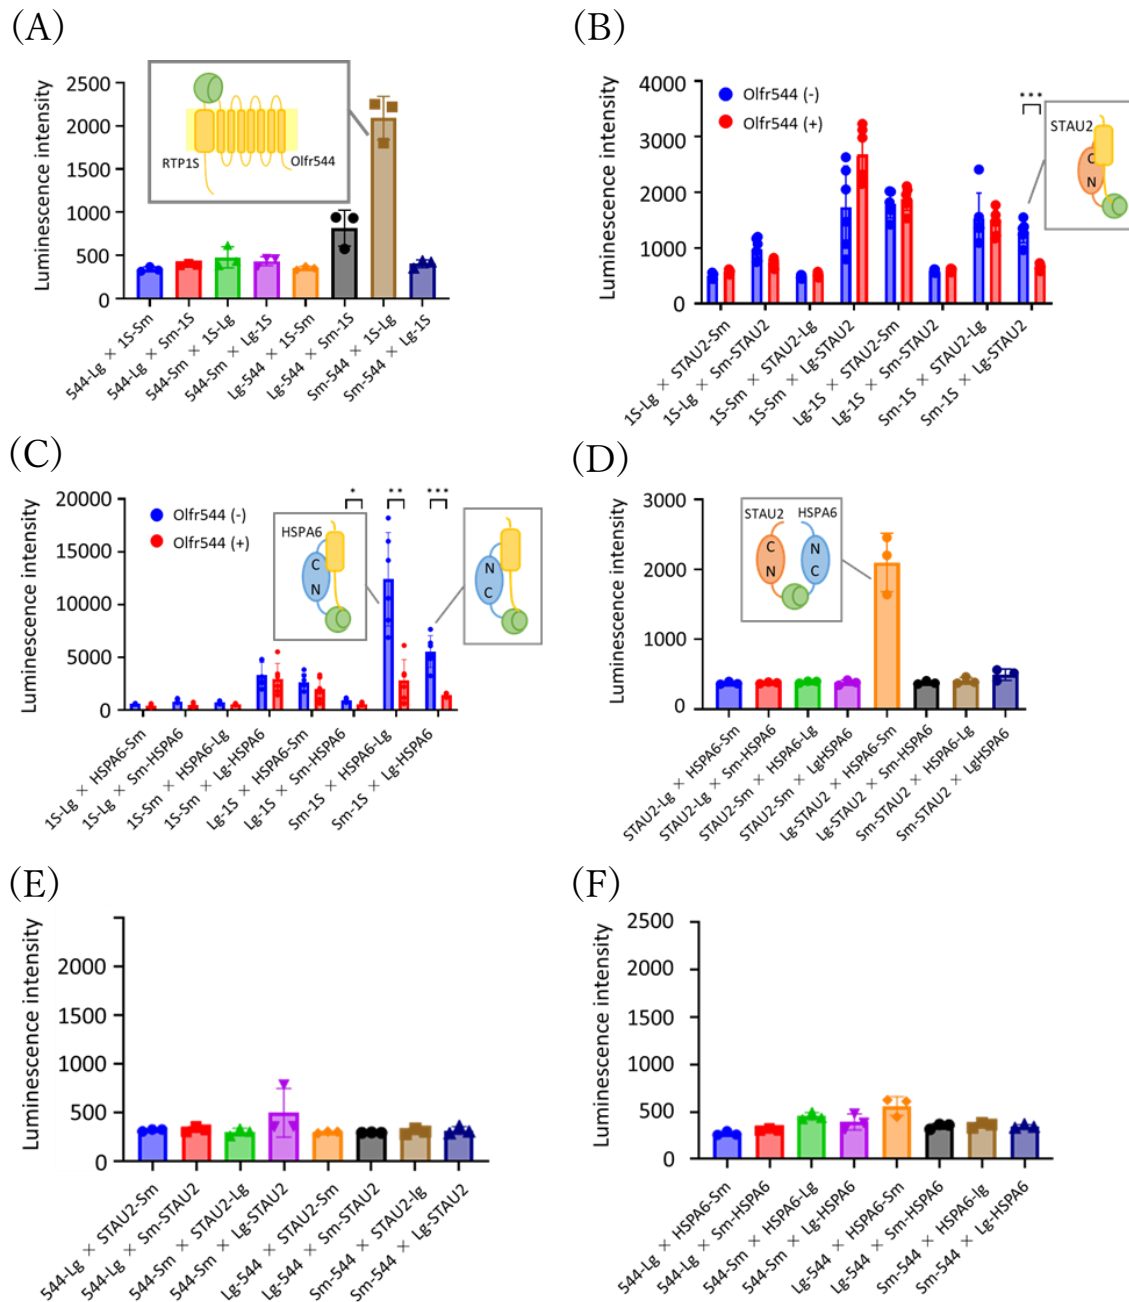 (A)
Luminescence intensity
2500
2000
1500
1000
500
0
RTP1S
Olfr544
544-Lg × 1S-Sm
544-Lg × Sm-1S
544-Sm × 1S-Lg
544-Sm × Lg-1S
Lg-544 × 1S-Sm
Lg-544 × Sm-1S
Sm-544 × 1S-Lg
Sm-544 × Lg-1S
(B)
Luminescence intensity
4000
3000
2000
1000
0
Olfr544 (-)
Olfr544 (+)
***
STAU2
C
N
1S-Lg × STAU2-Sm
1S-Lg × Sm-STAU2
1S-Sm × STAU2-Lg
1S-Sm × Lg-STAU2
Lg-1S × STAU2-Sm
Lg-1S × Sm-STAU2
Sm-1S × STAU2-Lg
Sm-1S × Lg-STAU2
(C)
Luminescence intensity
20000
15000
10000
5000
0
Olfr544 (-)
Olfr544 (+)
* ** ***
HSPA6
C
N
N
C
1S-Lg × HSPA6-Sm
1S-Lg × Sm-HSPA6
1S-Sm × HSPA6-Lg
1S-Sm × Lg-HSPA6
Lg-1S × HSPA6-Sm
Lg-1S × Sm-HSPA6
Sm-1S × HSPA6-Lg
Sm-1S × Lg-HSPA6
(D)
Luminescence intensity
3000
2000
1000
0
STAU2 HSPA6
C N
N C
STAU2-Lg × HSPA6-Sm
STAU2-Lg × Sm-HSPA6
STAU2-Sm × HSPA6-Lg
STAU2-Sm × LgHSPA6
Lg-STAU2 × HSPA6-Sm
Lg-STAU2 × Sm-HSPA6
Sm-STAU2 × HSPA6-Lg
Sm-STAU2 × LgHSPA6
(E)
Luminescence intensity
2000
1500
1000
500
0
544-Lg × STAU2-Sm
544-Lg × Sm-STAU2
544-Sm × STAU2-Lg
544-Sm × Lg-STAU2
Lg-544 × STAU2-Sm
Lg-544 × Sm-STAU2
Sm-544 × STAU2-lg
Sm-544 × Lg-STAU2
(F)
Luminescence intensity
2500
2000
1500
1000
500
0
544-Lg × HSPA6-Sm
544-Lg × Sm-HSPA6
544-Sm × HSPA6-Lg
544-Sm × Lg-HSPA6
Lg-544 × HSPA6-Sm
Lg-544 × Sm-HSPA6
Sm-544 × HSPA6-lg
Sm-544 × Lg-HSPA6